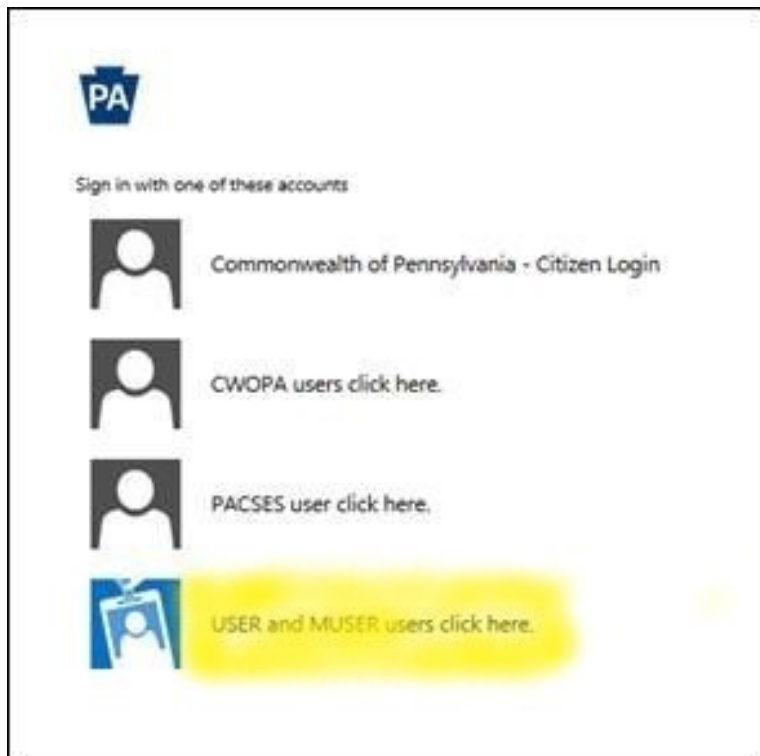 PA
Sign in with one of these accounts
Commonwealth of Pennsylvania - Citizen Login
CWOPA users click here.
PACSES user click here.
USER and MUSER users click here.